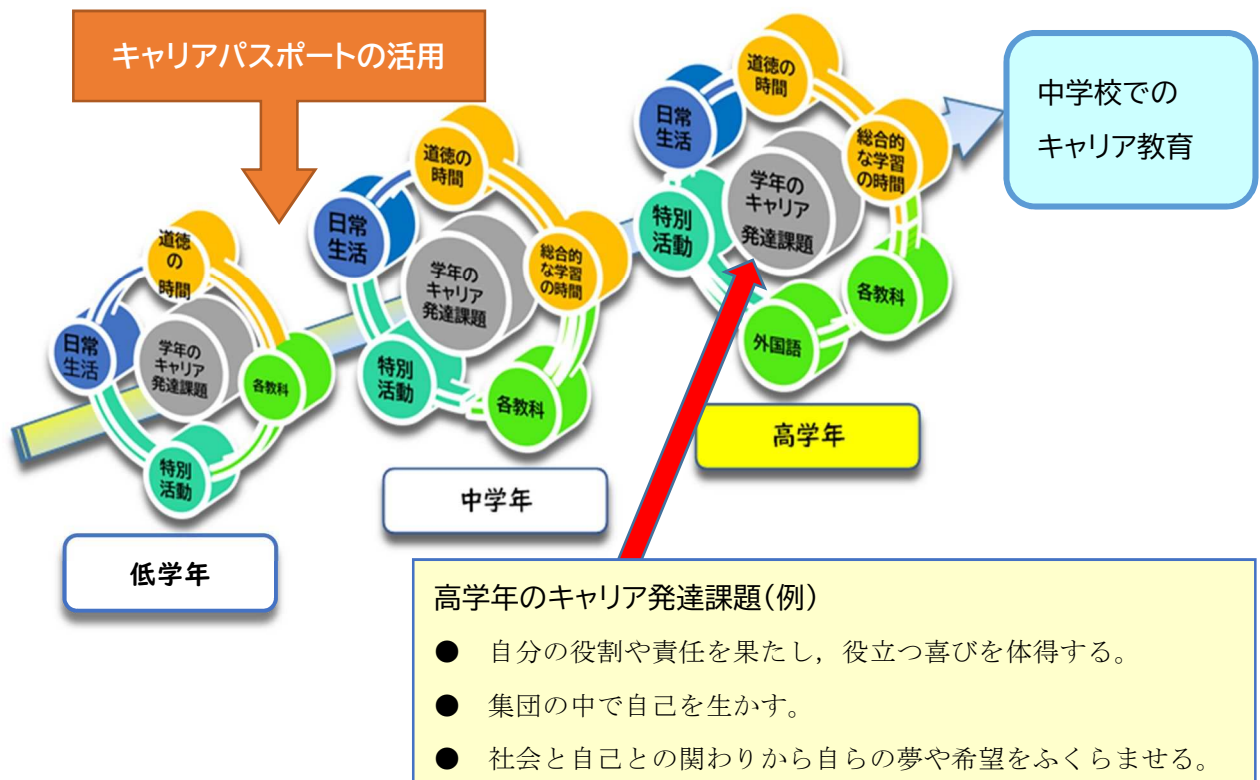 キャリアパスポートの活用
道徳の
時間
日常
生活
総合的
な学習
の時間
学年の
キャリア
発達課題
特別
活動
各教科
外国語
高学年
中学校での
キャリア教育
道徳の
時間
日常
生活
総合的
な学習
の時間
学年の
キャリア
発達課題
特別
活動
各教科
中学年
道徳
の
時間
日常
生活
学年の
キャリア
発達課題
各教科
特別
活動
低学年
高学年のキャリア発達課題(例)
● 自分の役割や責任を果たし,役立つ喜びを体得する。
● 集団の中で自己を生かす。
● 社会と自己との関わりから自らの夢や希望をふくらませる。